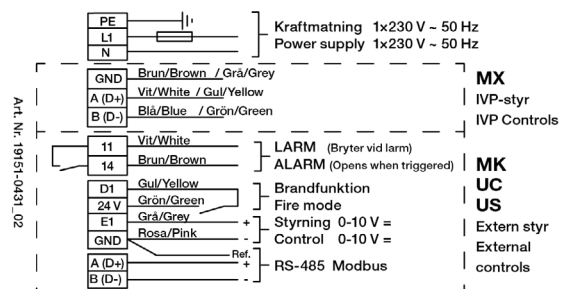 PE
L1
N
Kraftmatning 1×230 V ~ 50 Hz
Power supply 1×230 V ~ 50 Hz
GND Brun/Brown / Grå/Grey
A (D+) Vit/White / Gul/Yellow
B (D-) Blå/Blue / Grön/Green
MX
IVP-styr
IVP Controls
11 Vit/White
14 Brun/Brown
LARM (Bryter vid larm)
ALARM (Opens when triggered)
D1 Gul/Yellow
24 V Grön/Green
Brandfunktion
Fire mode
E1 Grå/Grey +
GND Rosa/Pink -
Styrning 0-10 V =
Control 0-10 V =
Ref.
A (D+) +
B (D-) -
RS-485 Modbus
MK
UC
US
Extern styr
External
controls
Art. Nr. 19151-0431_02